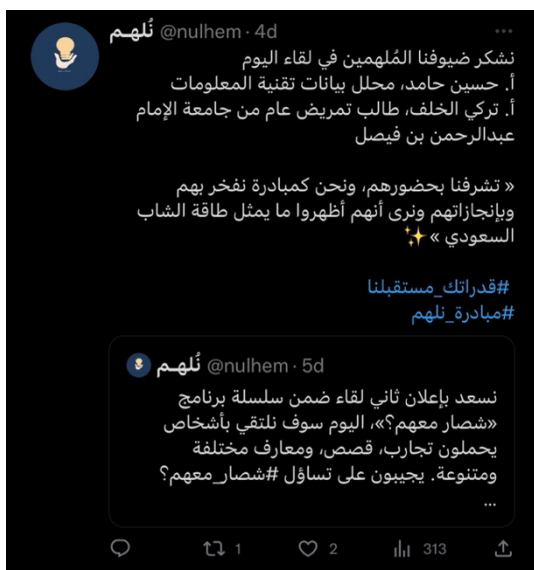 نُلهـم @nulhem · 4d
نشكر ضيوفنا المُلهمين في لقاء اليوم
أ. حسين حامد، محلل بيانات تقنية المعلومات
أ. تركي الخلف، طالب تمريض عام من جامعة الإمام
عبدالرحمن بن فيصل
« تشرفنا بحضورهم، ونحن كمبادرة نفخر بهم
وبإنجازاتهم ونرى أنهم أظهروا ما يمثل طاقة الشاب
السعودي »✨
#قدراتك_مستقبلنا
#مبادرة_نلهم
نُلهـم @nulhem · 5d
نسعد بإعلان ثاني لقاء ضمن سلسلة برنامج
«شصار معهم؟»، اليوم سوف نلتقي بأشخاص
يحملون تجارب، قصص، ومعارف مختلفة
ومتنوعة. يجيبون على تساؤل #شصار_معهم؟
...
1 2 313